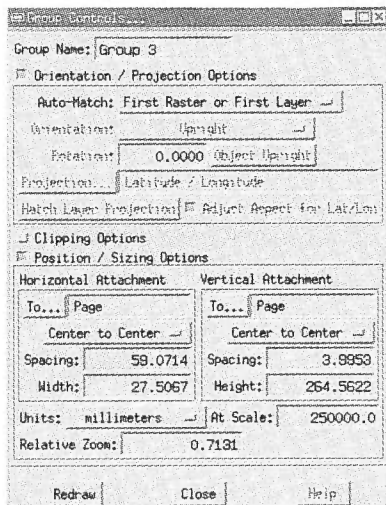 Group Controls...
Group Name: Group 3
Orientation / Projection Options
Auto-Match: First Raster or First Layer
Orientation: Upright
Rotation: 0.0000 Object Upright
Projection... Latitude / Longitude
Match Layer Projection Adjust Aspect for Lat/Lon
Clipping Options
Position / Sizing Options
Horizontal Attachment Vertical Attachment
To... Page To... Page
Center to Center Center to Center
Spacing: 59.0714 Spacing: 3.9953
Width: 27.5067 Height: 264.5622
Units: millimeters At Scale: 250000.0
Relative Zoom: 0.7131
Redraw Close Help